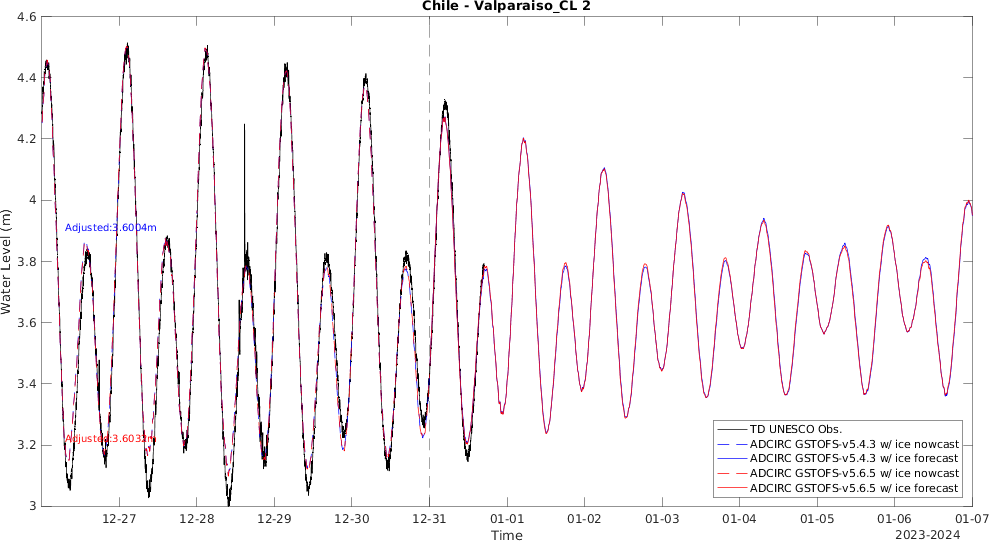 Chile - Valparaiso_CL 2
4.6
4.4
4.2
4
3.8
3.6
3.4
3.2
3
Water Level (m)
Adjusted:3.6004m
Adjusted:3.6032m
TD UNESCO Obs.
ADCIRC GSTOFS-v5.4.3 w/ ice nowcast
ADCIRC GSTOFS-v5.4.3 w/ ice forecast
ADCIRC GSTOFS-v5.6.5 w/ ice nowcast
ADCIRC GSTOFS-v5.6.5 w/ ice forecast
12-27 12-28 12-29 12-30 12-31 01-01 01-02 01-03 01-04 01-05 01-06 01-07
Time
2023-2024